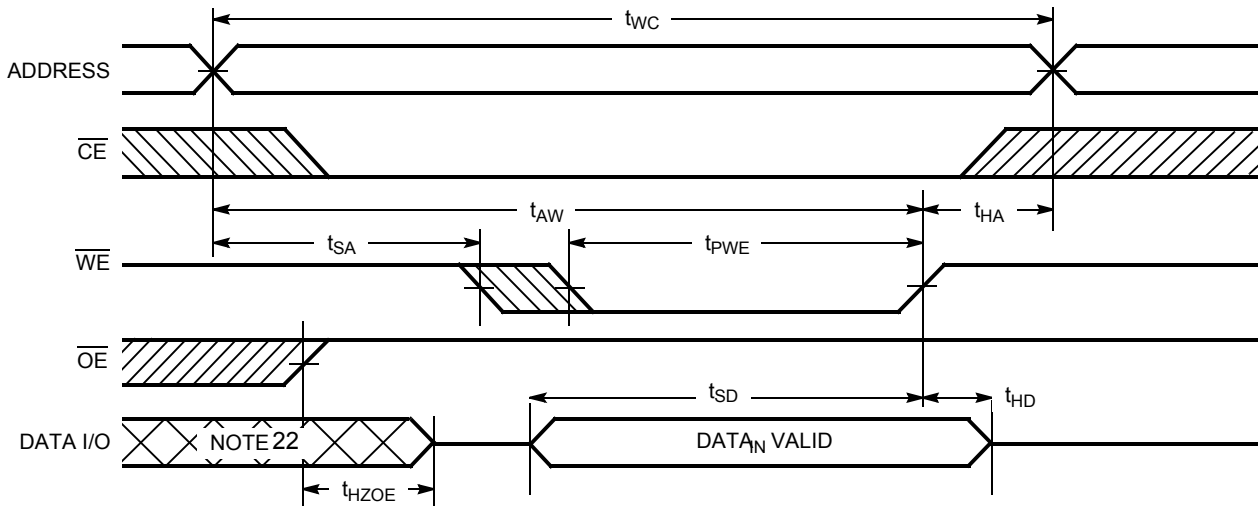 tWC
ADDRESS
CE
tAW
tHA
tSA
tPWE
WE
OE
tSD
tHD
DATA I/O
NOTE 22
DATAIN VALID
tHZOE